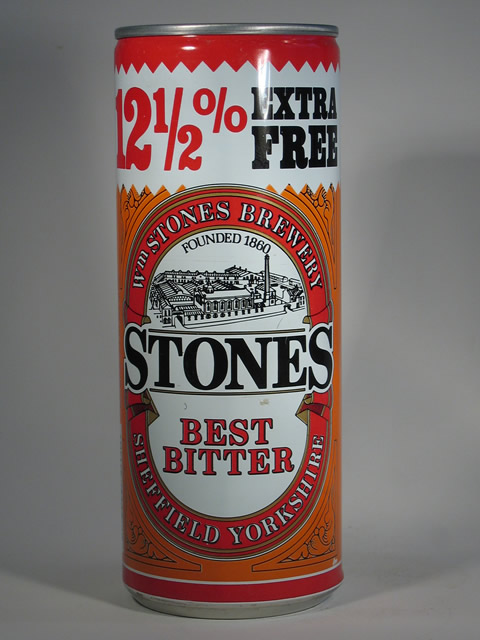 12½% EXTRA
FREE
Wm STONES BREWERY
FOUNDED 1860
STONES
BEST
BITTER
SHEFFIELD YORKSHIRE